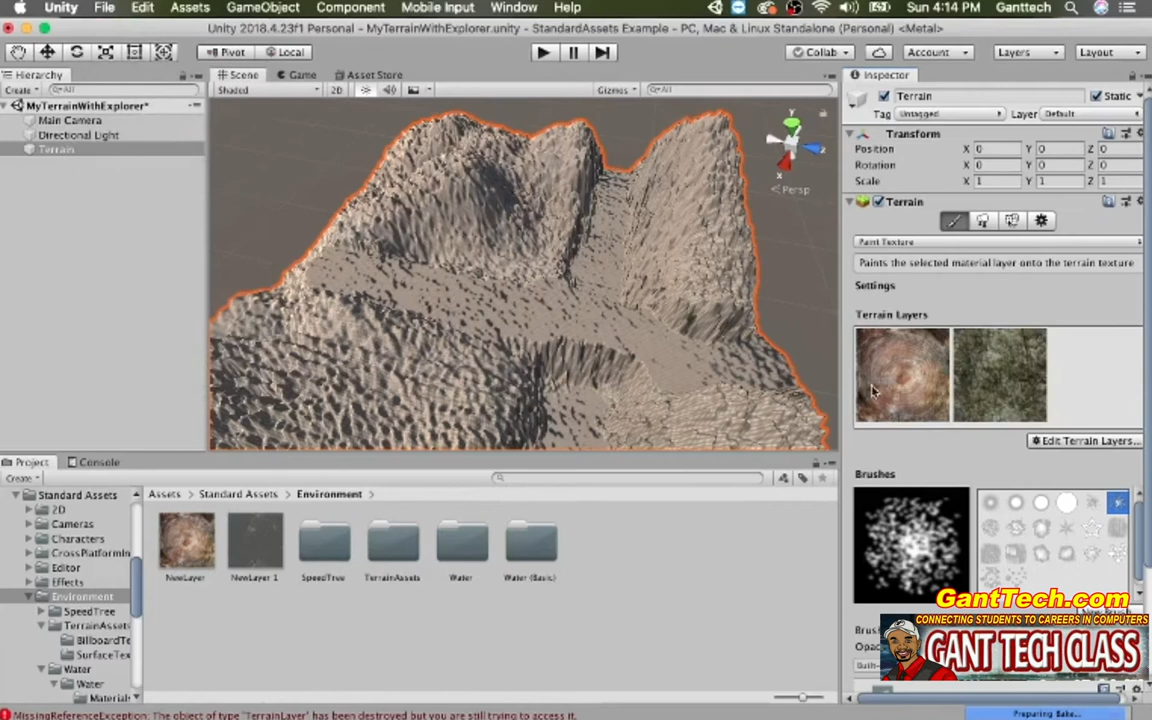 Unity File Edit Assets GameObject Component Mobile Input Window Help Sun 4:14 PM Ganttech
Unity 2018.4.23f1 Personal - MyTerrainWithExplorer.unity - StandardAssets Example - PC, Mac & Linux Standalone (Personal) <Metal>
Pivot Local Collab Account Layers Layout
Hierarchy Scene Game Asset Store Inspector
Create All Shaded 2D Gizmos All
MyTerrainWithExplorer*
Main Camera
Directional Light
Terrain
y
z
x
Persp
Terrain Static
Tag Untagged Layer Default
Transform
Position X 0 Y 0 Z 0
Rotation X 0 Y 0 Z 0
Scale X 1 Y 1 Z 1
Terrain
Paint Texture
Paints the selected material layer onto the terrain texture
Settings
Terrain Layers
Edit Terrain Layers...
Brushes
New Brush
Project Console
Create
Standard Assets
2D
Cameras
Characters
CrossPlatformIn
Editor
Effects
Environment
SpeedTree
TerrainAssets
BillboardTe
SurfaceTex
Water
Water
Materials
Assets Standard Assets Environment
NewLayer NewLayer 1 SpeedTree TerrainAssets Water Water (Basic)
GantTech.com
CONNECTING STUDENTS TO CAREERS IN COMPUTERS
GANT TECH CLASS
MissingReferenceException: The object of type 'TerrainLayer' has been destroyed but you are still trying to access it.
Preparing Bake...